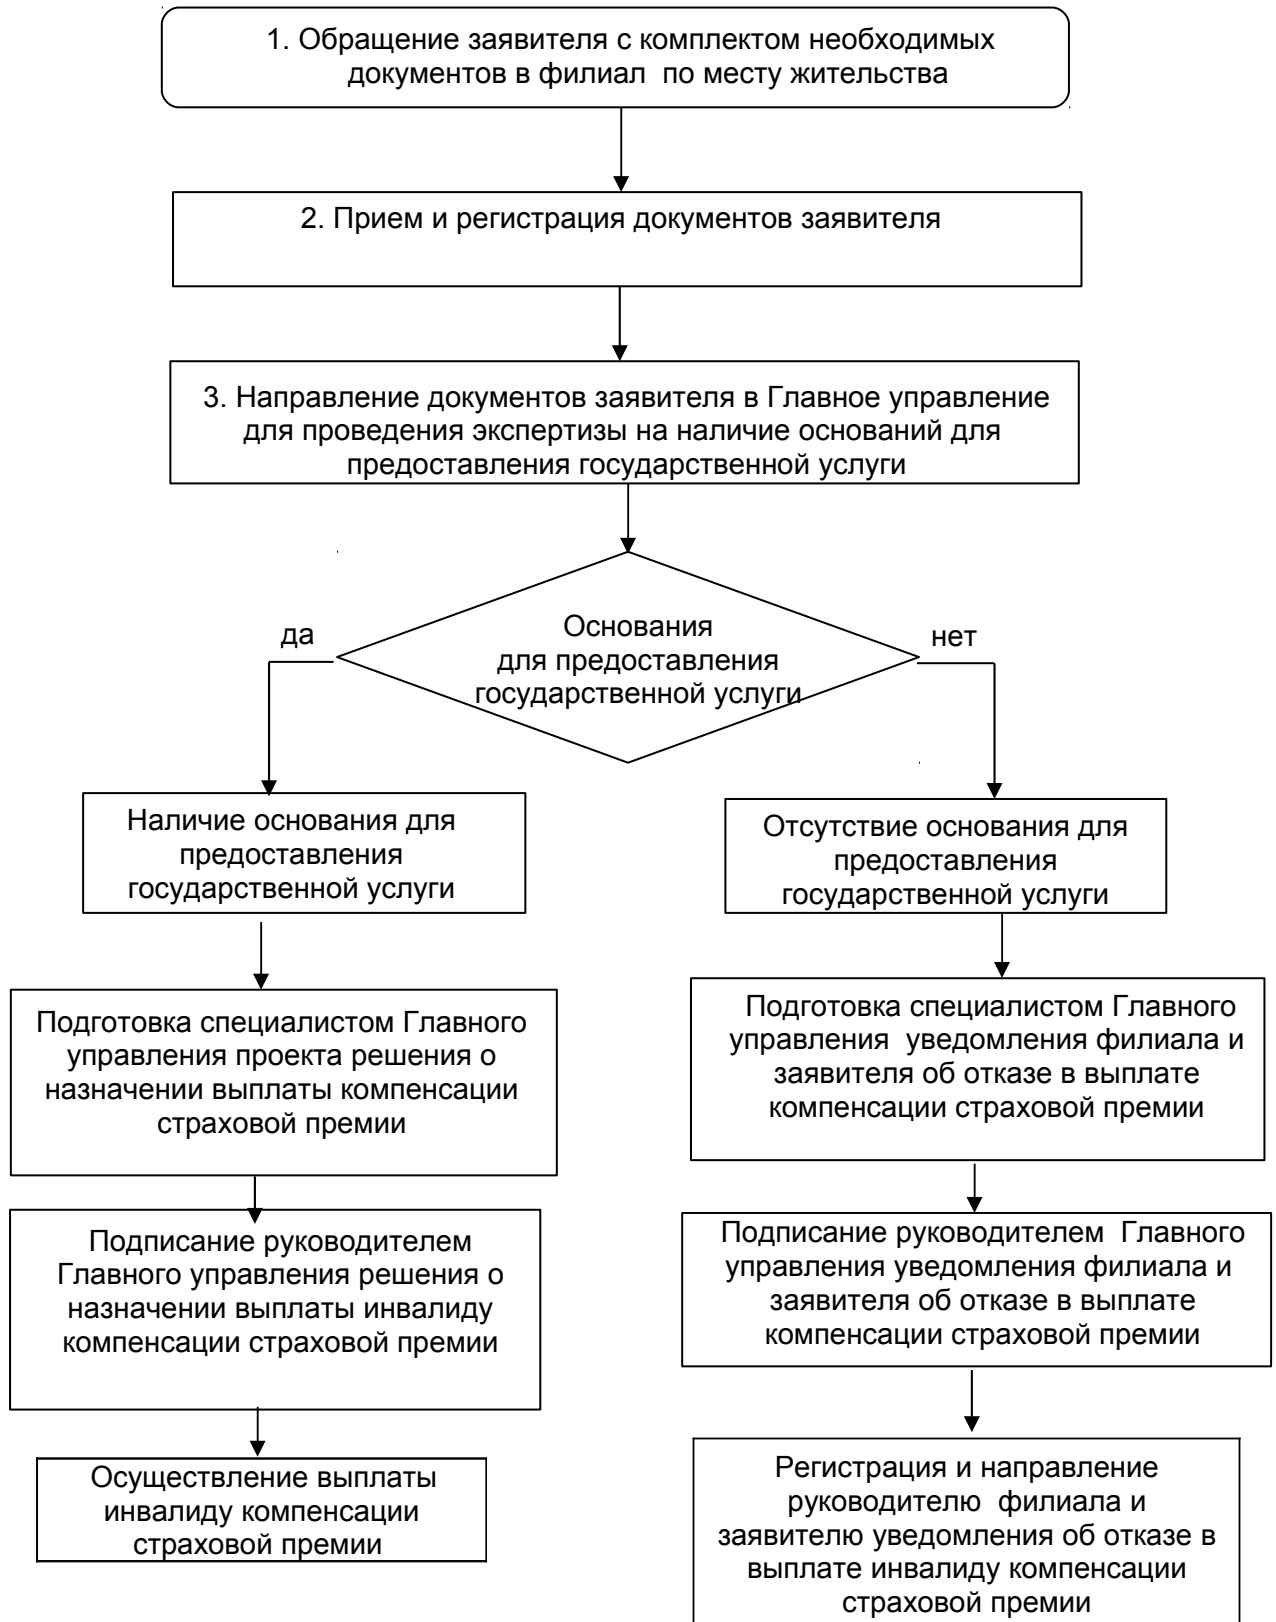 1. Обращение заявителя с комплектом необходимых
документов в филиал по месту жительства
2. Прием и регистрация документов заявителя
3. Направление документов заявителя в Главное управление
для проведения экспертизы на наличие оснований для
предоставления государственной услуги
Основания
для предоставления
государственной услуги
да
нет
Наличие основания для
предоставления
государственной услуги
Подготовка специалистом Главного
управления проекта решения о
назначении выплаты компенсации
страховой премии
Подписание руководителем
Главного управления решения о
назначении выплаты инвалиду
компенсации страховой премии
Осуществление выплаты
инвалиду компенсации
страховой премии
Отсутствие основания для
предоставления
государственной услуги
Подготовка специалистом Главного
управления уведомления филиала и
заявителя об отказе в выплате
компенсации страховой премии
Подписание руководителем Главного
управления уведомления филиала и
заявителя об отказе в выплате
компенсации страховой премии
Регистрация и направление
руководителю филиала и
заявителю уведомления об отказе в
выплате инвалиду компенсации
страховой премии